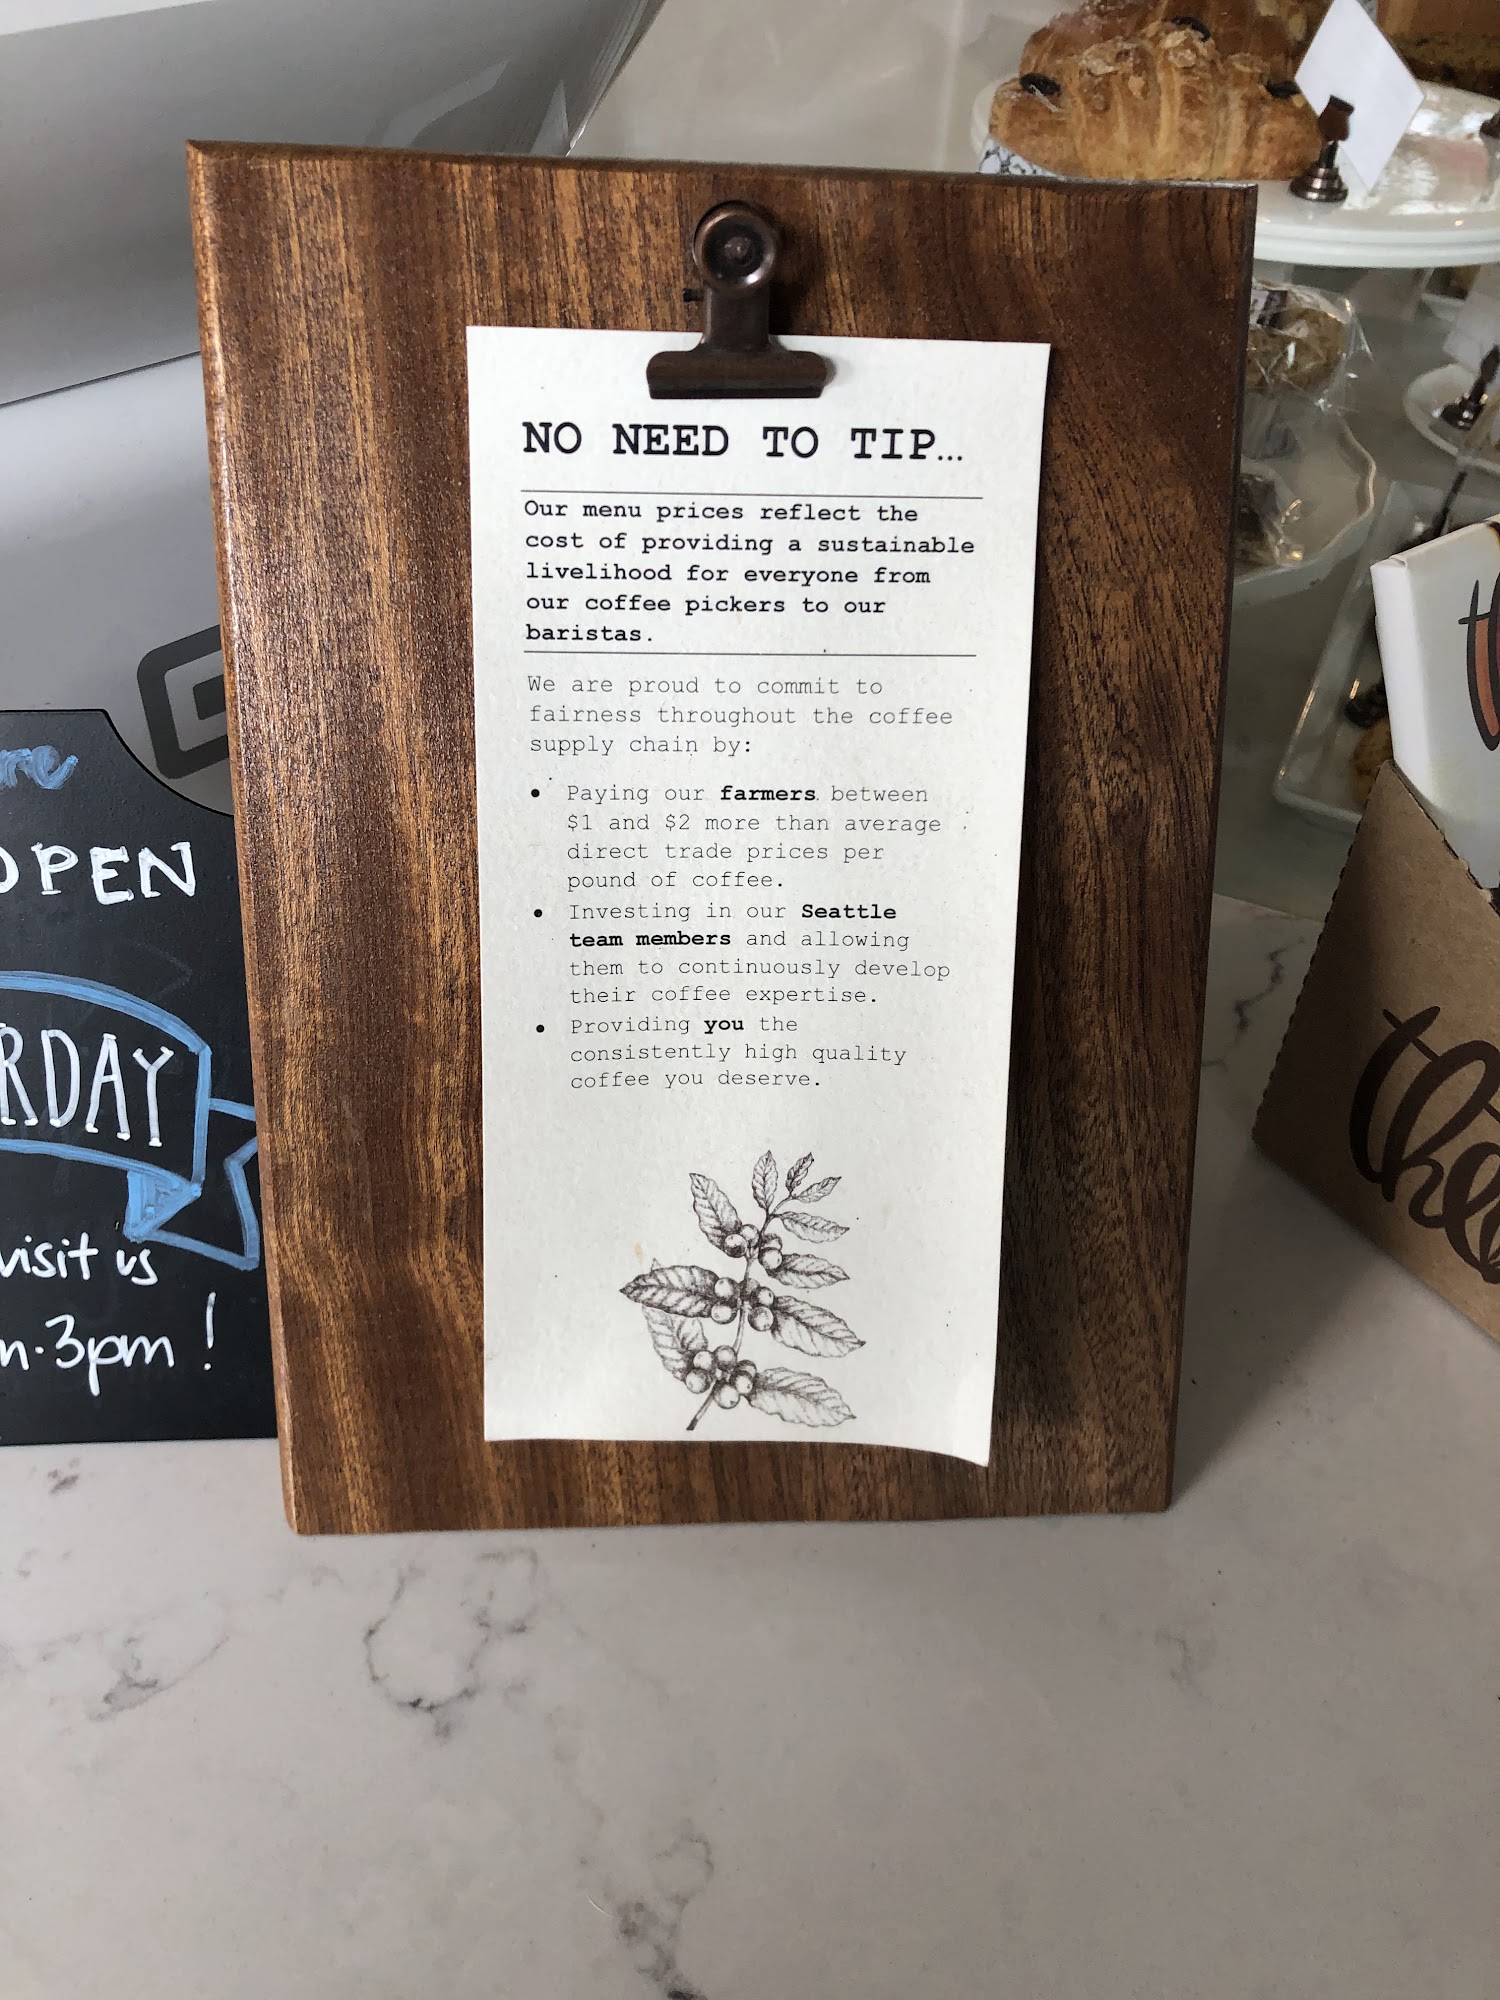 NO NEED TO TIP…
Our menu prices reflect the
cost of providing a sustainable
livelihood for everyone from
our coffee pickers to our
baristas.
We are proud to commit to
fairness throughout the coffee
supply chain by:
• Paying our farmers between
$1 and $2 more than average
direct trade prices per
pound of coffee.
• Investing in our Seattle
team members and allowing
them to continuously develop
their coffee expertise.
• Providing you the
consistently high quality
coffee you deserve.
OPEN
RDAY
visit us
3pm!